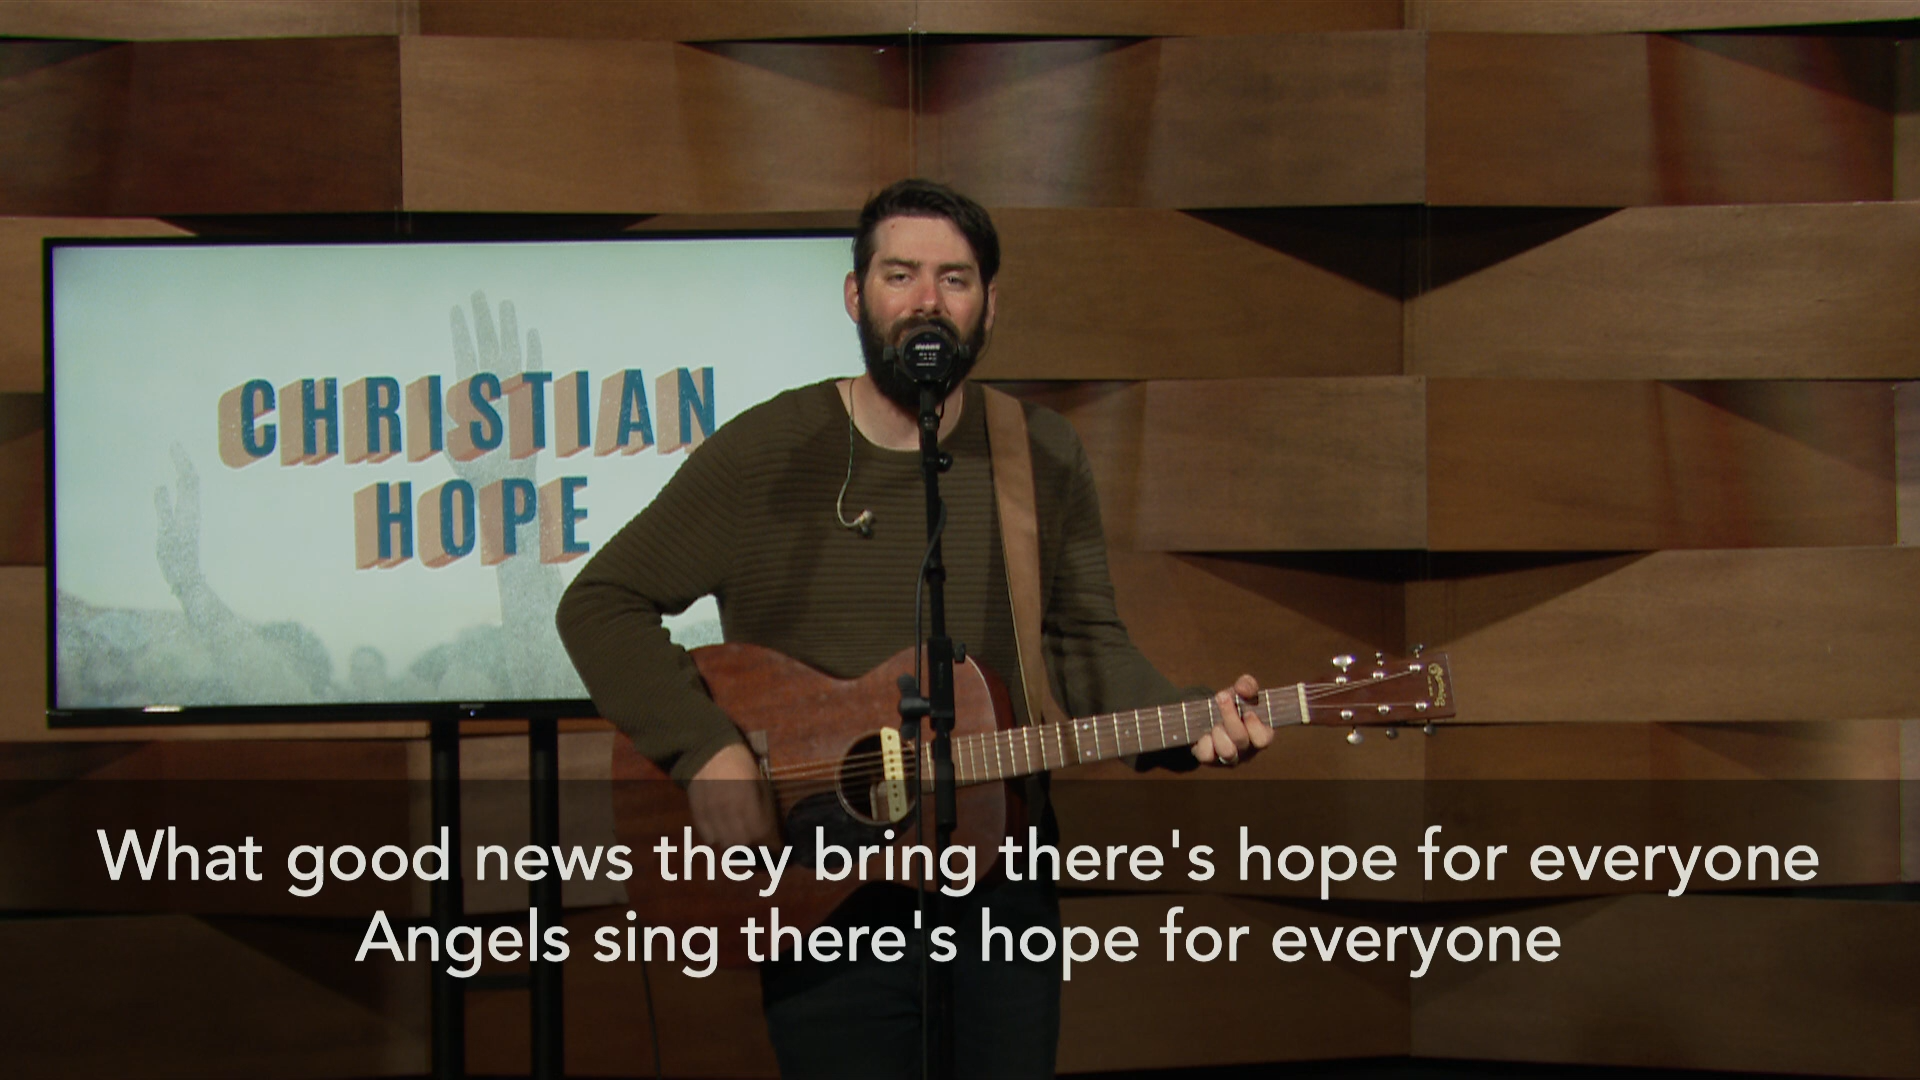 CHRISTIAN
HOPE
What good news they bring there's hope for everyone
Angels sing there's hope for everyone